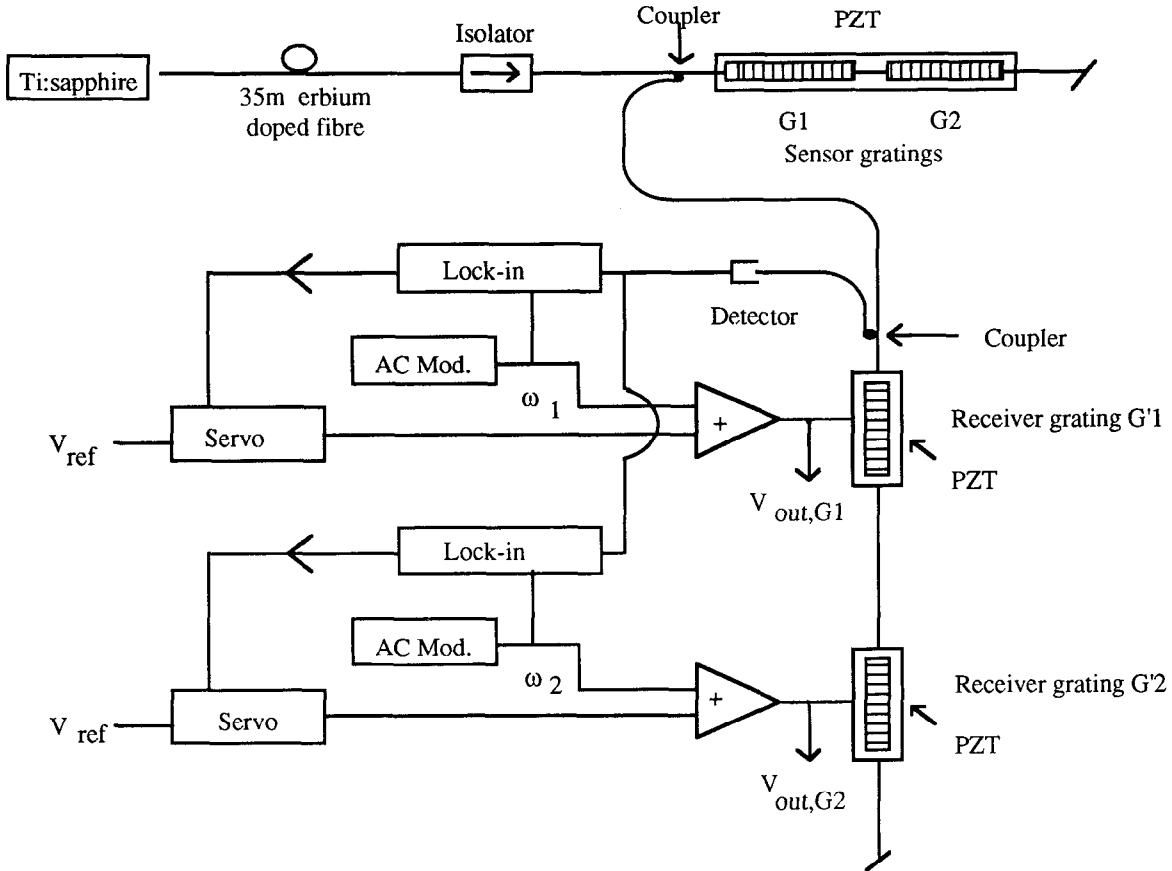 Coupler
PZT
Isolator
Ti:sapphire
35m erbium
doped fibre
G1
G2
Sensor gratings
Lock-in
Detector
Coupler
AC Mod.
ω 1
V ref
Servo
+
Receiver grating G'1
PZT
V out,G1
Lock-in
AC Mod.
ω 2
V ref
Servo
+
Receiver grating G'2
PZT
V out,G2